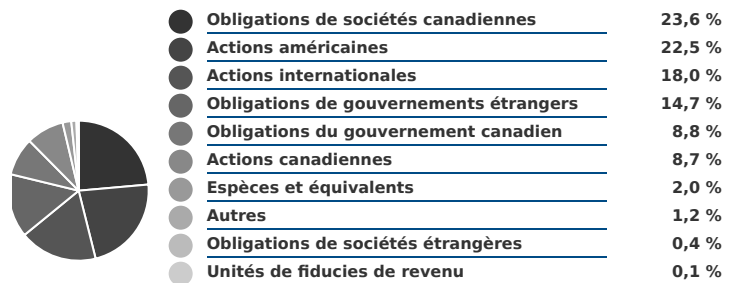 Obligations de sociétés canadiennes 23,6 %
Actions américaines 22,5 %
Actions internationales 18,0 %
Obligations de gouvernements étrangers 14,7 %
Obligations du gouvernement canadien 8,8 %
Actions canadiennes 8,7 %
Espèces et équivalents 2,0 %
Autres 1,2 %
Obligations de sociétés étrangères 0,4 %
Unités de fiducies de revenu 0,1 %